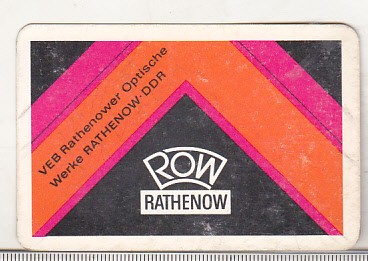 VEB Rathenower Optische
Werke RATHENOW-DDR
ROW
RATHENOW